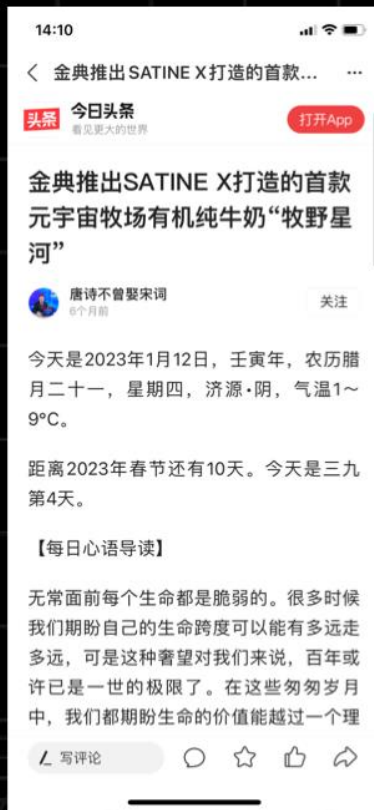 14:10
金典推出SATINE X打造的首款...
头条
今日头条
看见更大的世界
打开App
金典推出SATINE X打造的首款
元宇宙牧场有机纯牛奶“牧野星
河”
唐诗不曾娶宋词
6个月前
关注
今天是2023年1月12日，壬寅年，农历腊
月二十一，星期四，济源·阴，气温1～
9℃。
距离2023年春节还有10天。今天是三九
第4天。
【每日心语导读】
无常面前每个生命都是脆弱的。很多时候
我们期盼自己的生命跨度可以能有多远走
多远，可是这种奢望对我们来说，百年或
许已是一世的极限了。在这些匆匆岁月
中，我们都期盼生命的价值能越过一个理
写评论